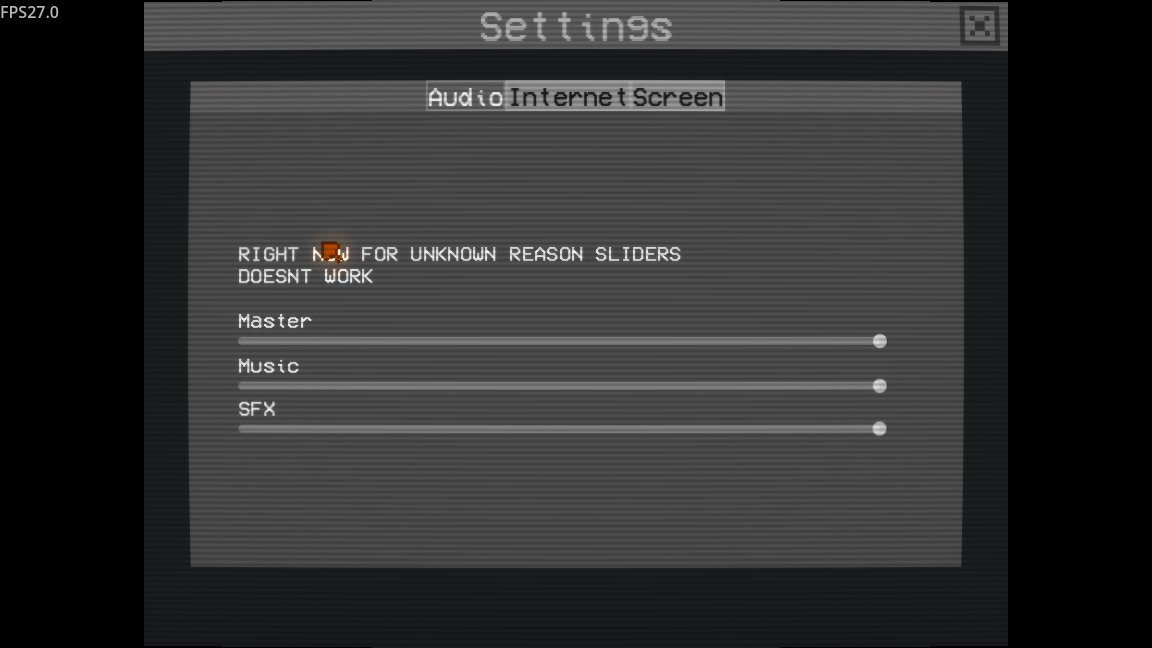 FPS27.0
Settings
Audio Internet Screen
RIGHT NOW FOR UNKNOWN REASON SLIDERS
DOESNT WORK
Master
Music
SFX